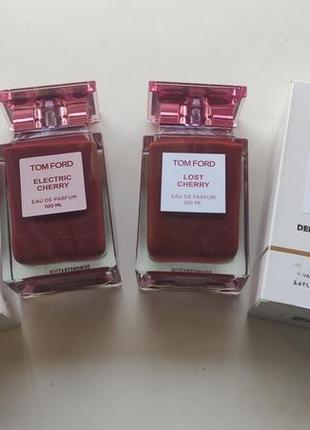 TOM FORD
ELECTRIC
CHERRY
EAU DE PARFUM
100 ML
TOM FORD
LOST
CHERRY
EAU DE PARFUM
100 ML
3.4 FL